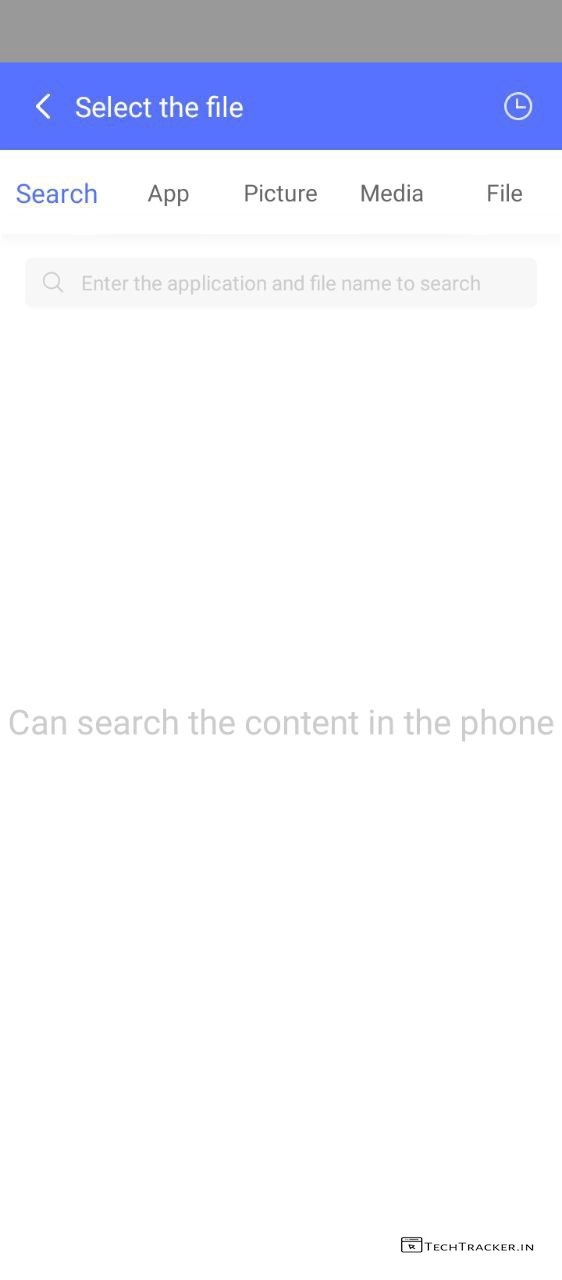 Select the file
Search App Picture Media File
Enter the application and file name to search
Can search the content in the phone
TECHTRACKER.IN